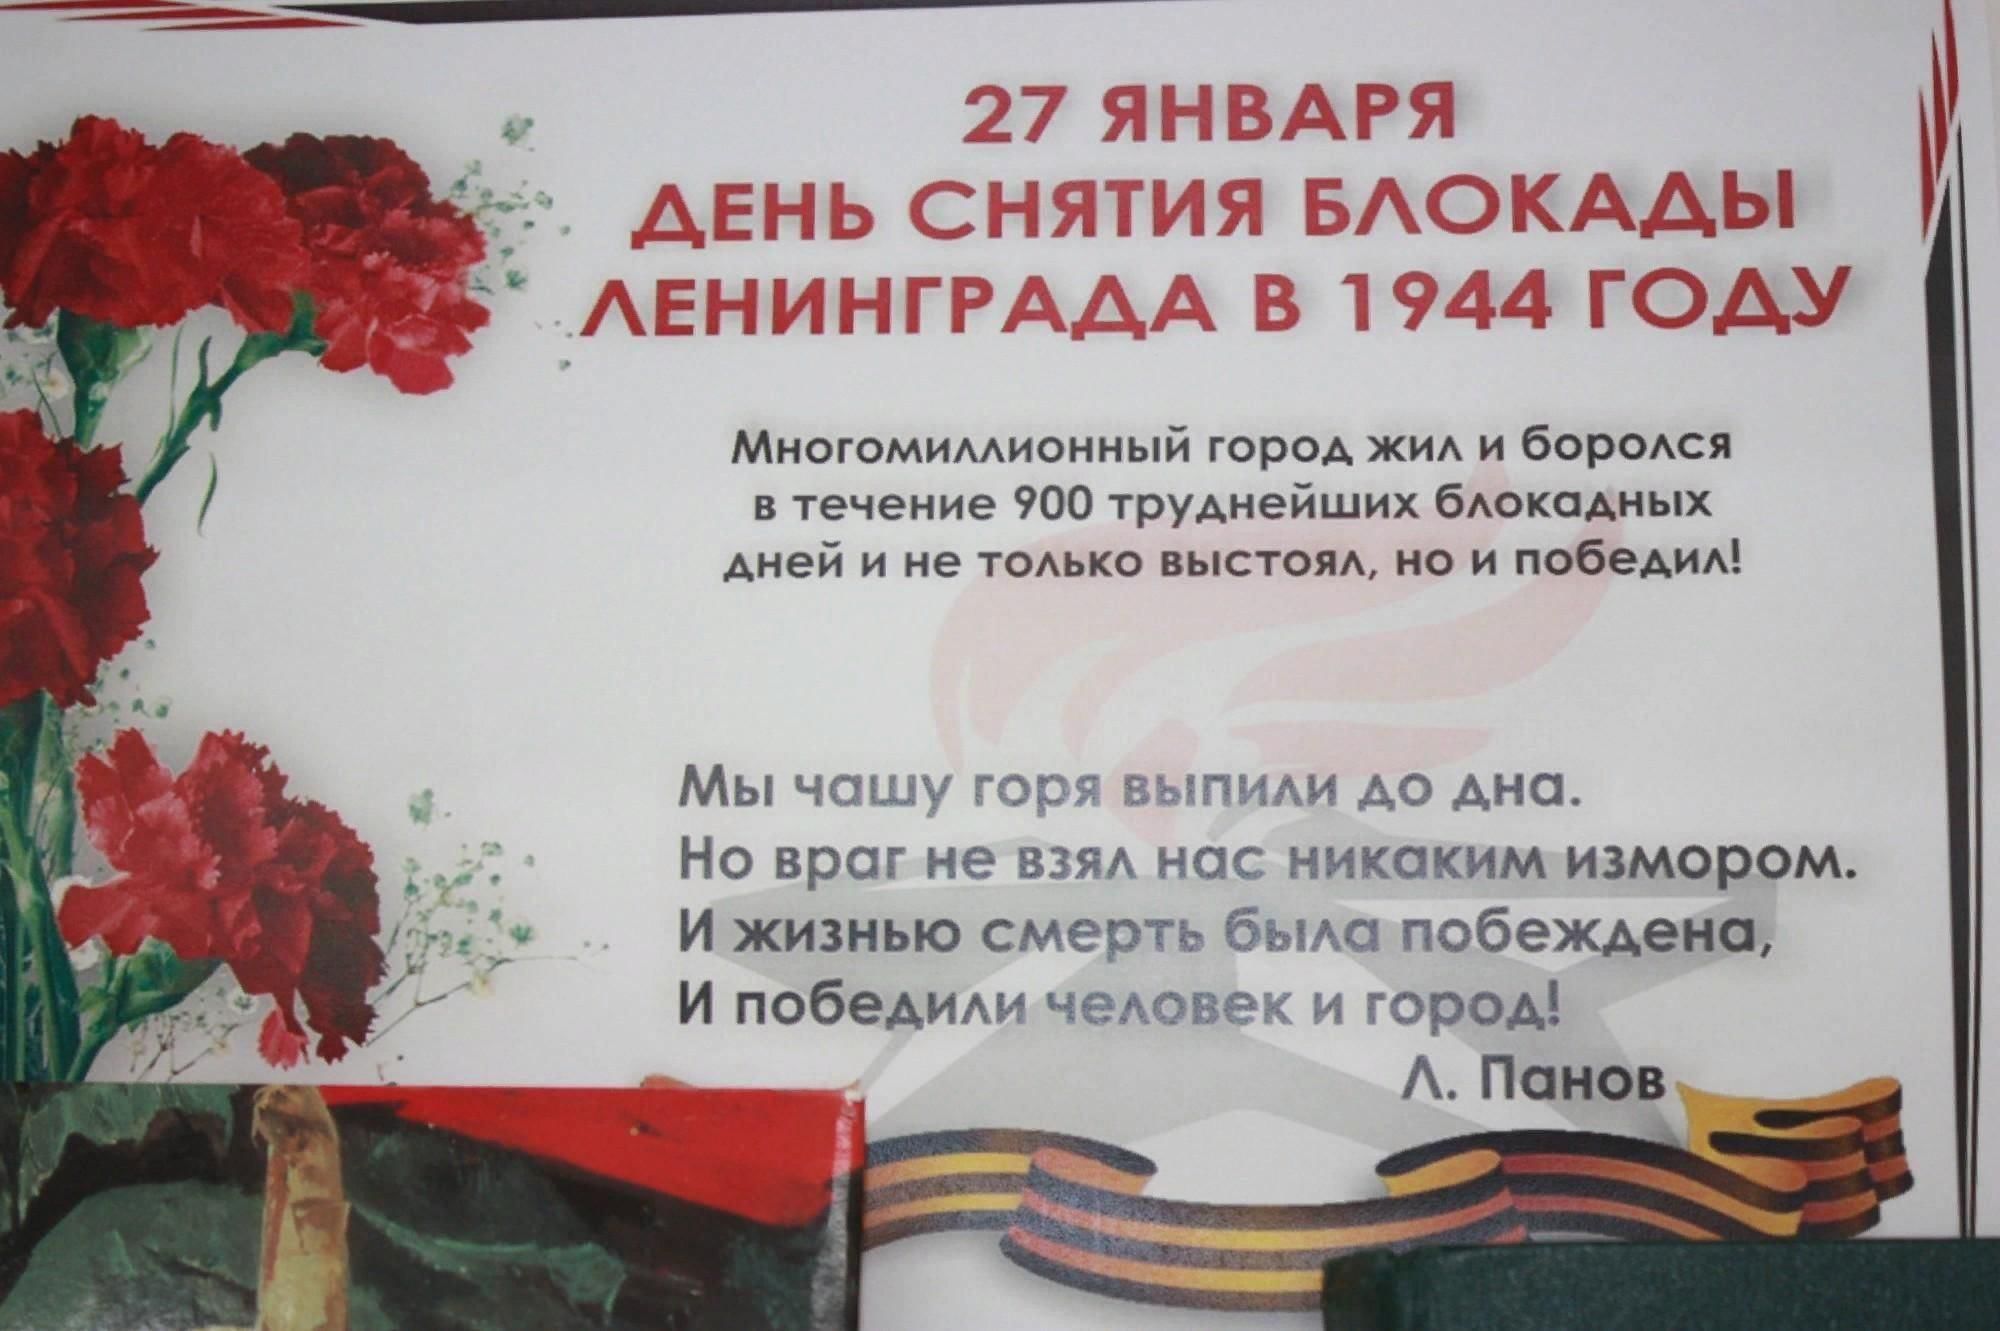 27 ЯНВАРЯ
ДЕНЬ СНЯТИЯ БЛОКАДЫ
ЛЕНИНГРАДА В 1944 ГОДУ
Многомиллионный город жил и боролся
в течение 900 труднейших блокадных
дней и не только выстоял, но и победил!
Мы чашу горя выпили до дна.
Но враг не взял нас никаким измором.
И жизнью смерть была побеждена,
И победили человек и город!
Л. Панов